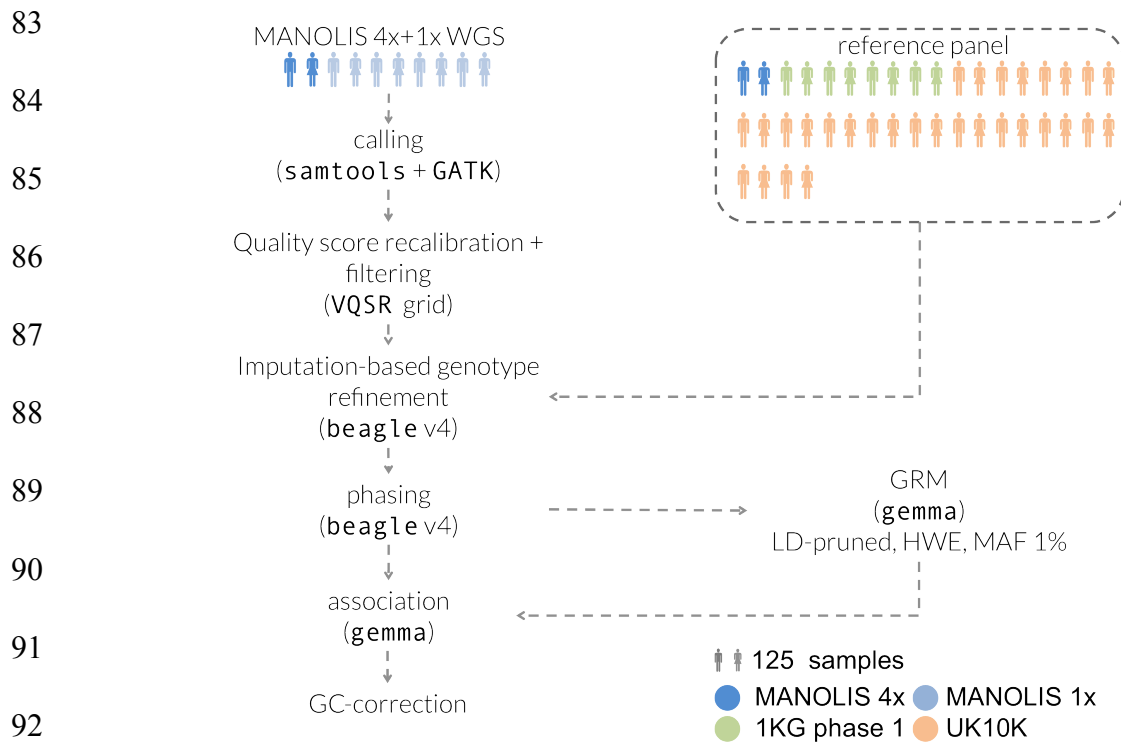 83
MANOLIS 4x+1x WGS
reference panel
84
calling
(samtools + GATK)
85
Quality score recalibration +
86
filtering
(VQSR grid)
87
Imputation-based genotype
refinement
88
(beagle v4)
89
phasing
(beagle v4)
GRM
(gemma)
LD-pruned, HWE, MAF 1%
90
association
(gemma)
91
125 samples
GC-correction
MANOLIS 4x
MANOLIS 1x
1KG phase 1
UK10K
92